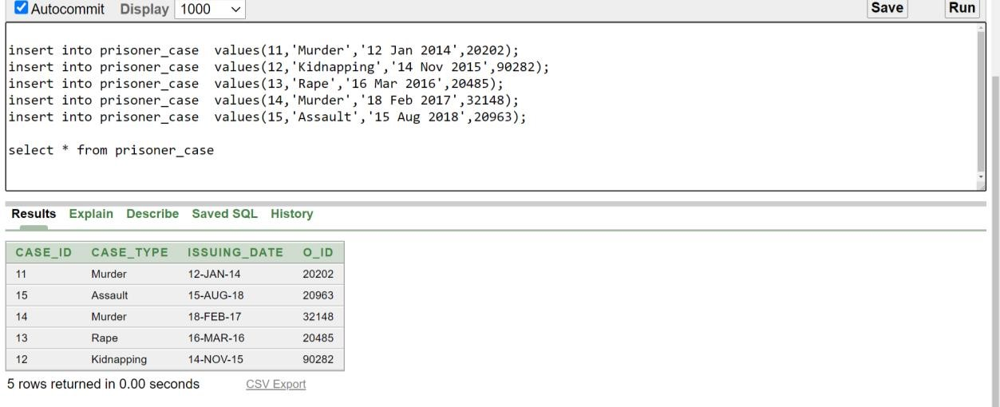 Autocommit Display 1000 Save Run
insert into prisoner_case  values(11,'Murder','12 Jan 2014',20202);
insert into prisoner_case  values(12,'Kidnapping','14 Nov 2015',90282);
insert into prisoner_case  values(13,'Rape','16 Mar 2016',20485);
insert into prisoner_case  values(14,'Murder','18 Feb 2017',32148);
insert into prisoner_case  values(15,'Assault','15 Aug 2018',20963);
select * from prisoner_case
Results Explain Describe Saved SQL History
CASE_ID CASE_TYPE ISSUING_DATE O_ID
11 Murder 12-JAN-14 20202
15 Assault 15-AUG-18 20963
14 Murder 18-FEB-17 32148
13 Rape 16-MAR-16 20485
12 Kidnapping 14-NOV-15 90282
5 rows returned in 0.00 seconds CSV Export